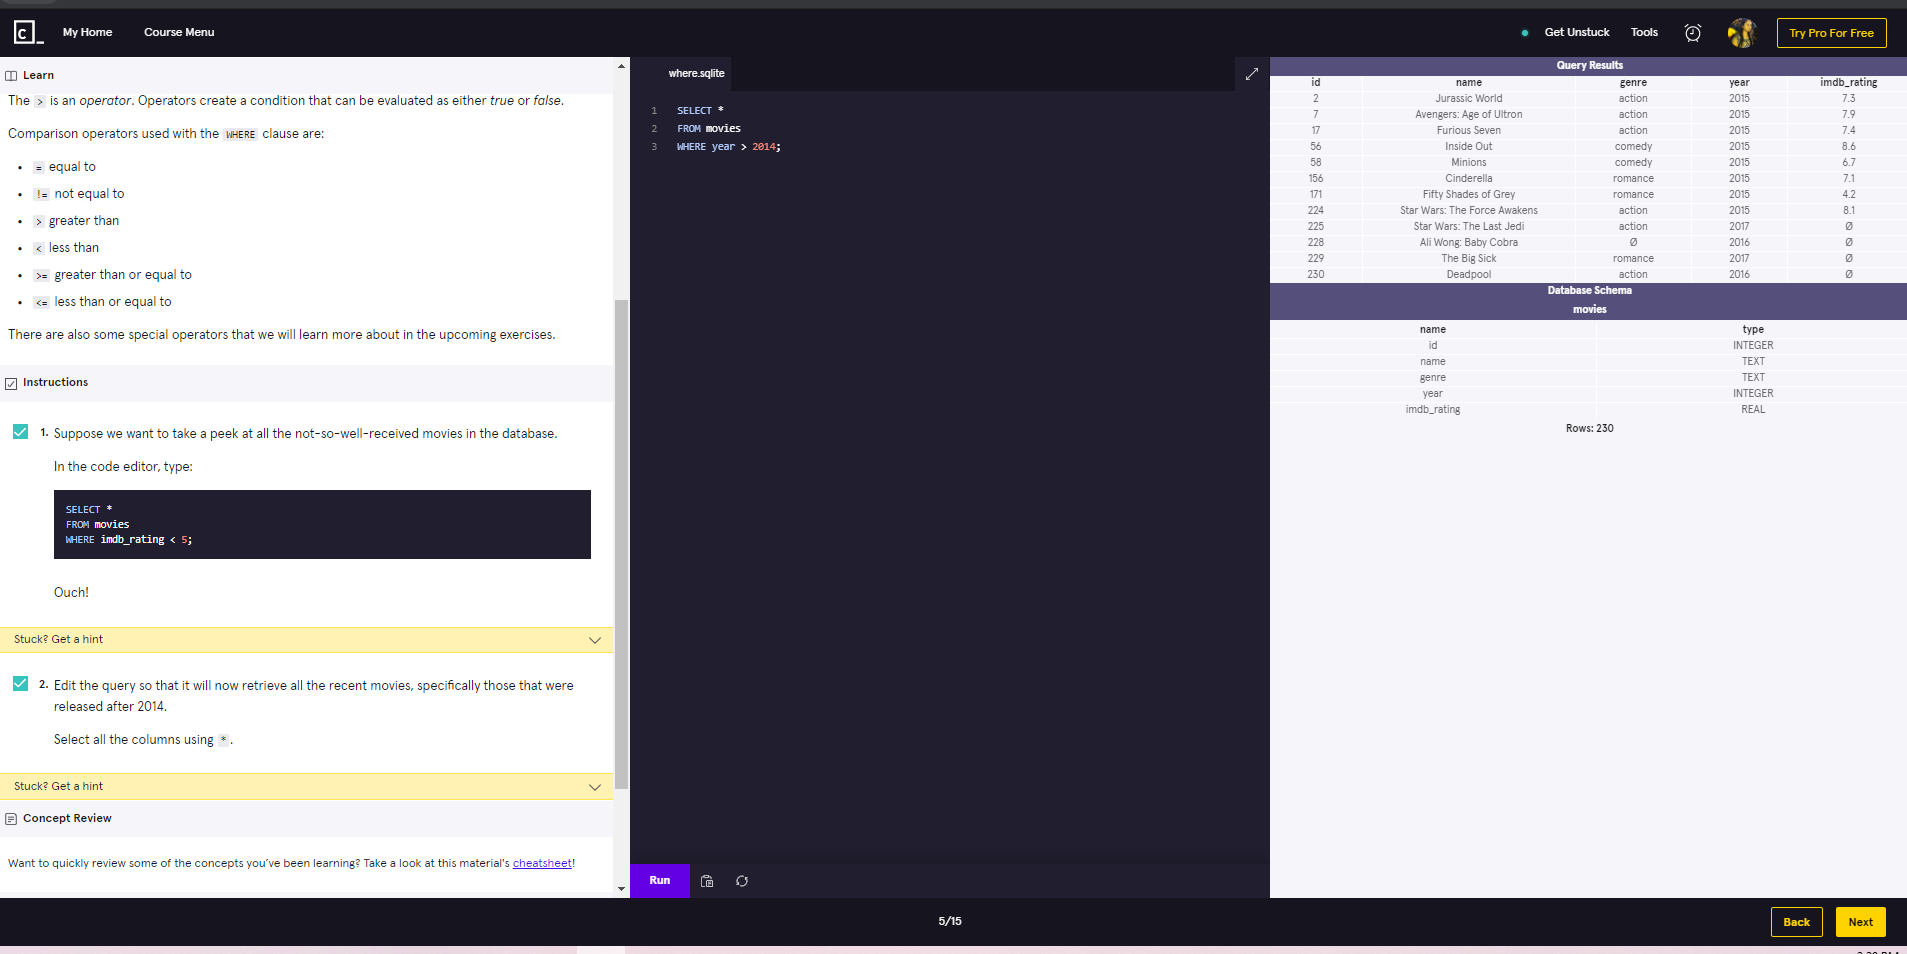 C_
My Home
Course Menu
Get Unstuck
Tools
Try Pro For Free
Learn
The > is an operator. Operators create a condition that can be evaluated as either true or false.
Comparison operators used with the WHERE clause are:
• = equal to
• != not equal to
• > greater than
• < less than
• >= greater than or equal to
• <= less than or equal to
There are also some special operators that we will learn more about in the upcoming exercises.
Instructions
1. Suppose we want to take a peek at all the not-so-well-received movies in the database.
In the code editor, type:
SELECT *
FROM movies
WHERE imdb_rating < 5;
Ouch!
Stuck? Get a hint
2. Edit the query so that it will now retrieve all the recent movies, specifically those that were
released after 2014.
Select all the columns using *.
Stuck? Get a hint
Concept Review
Want to quickly review some of the concepts you've been learning? Take a look at this material's cheatsheet!
where.sqlite
1 SELECT *
2 FROM movies
3 WHERE year > 2014;
Run
Query Results
id name genre year imdb_rating
2 Jurassic World action 2015 7.3
7 Avengers: Age of Ultron action 2015 7.9
17 Furious Seven action 2015 7.4
56 Inside Out comedy 2015 8.6
58 Minions comedy 2015 6.7
156 Cinderella romance 2015 7.1
171 Fifty Shades of Grey romance 2015 4.2
224 Star Wars: The Force Awakens action 2015 8.1
225 Star Wars: The Last Jedi action 2017 Ø
228 Ali Wong: Baby Cobra Ø 2016 Ø
229 The Big Sick romance 2017 Ø
230 Deadpool action 2016 Ø
Database Schema
movies
name type
id INTEGER
name TEXT
genre TEXT
year INTEGER
imdb_rating REAL
Rows: 230
5/15
Back
Next